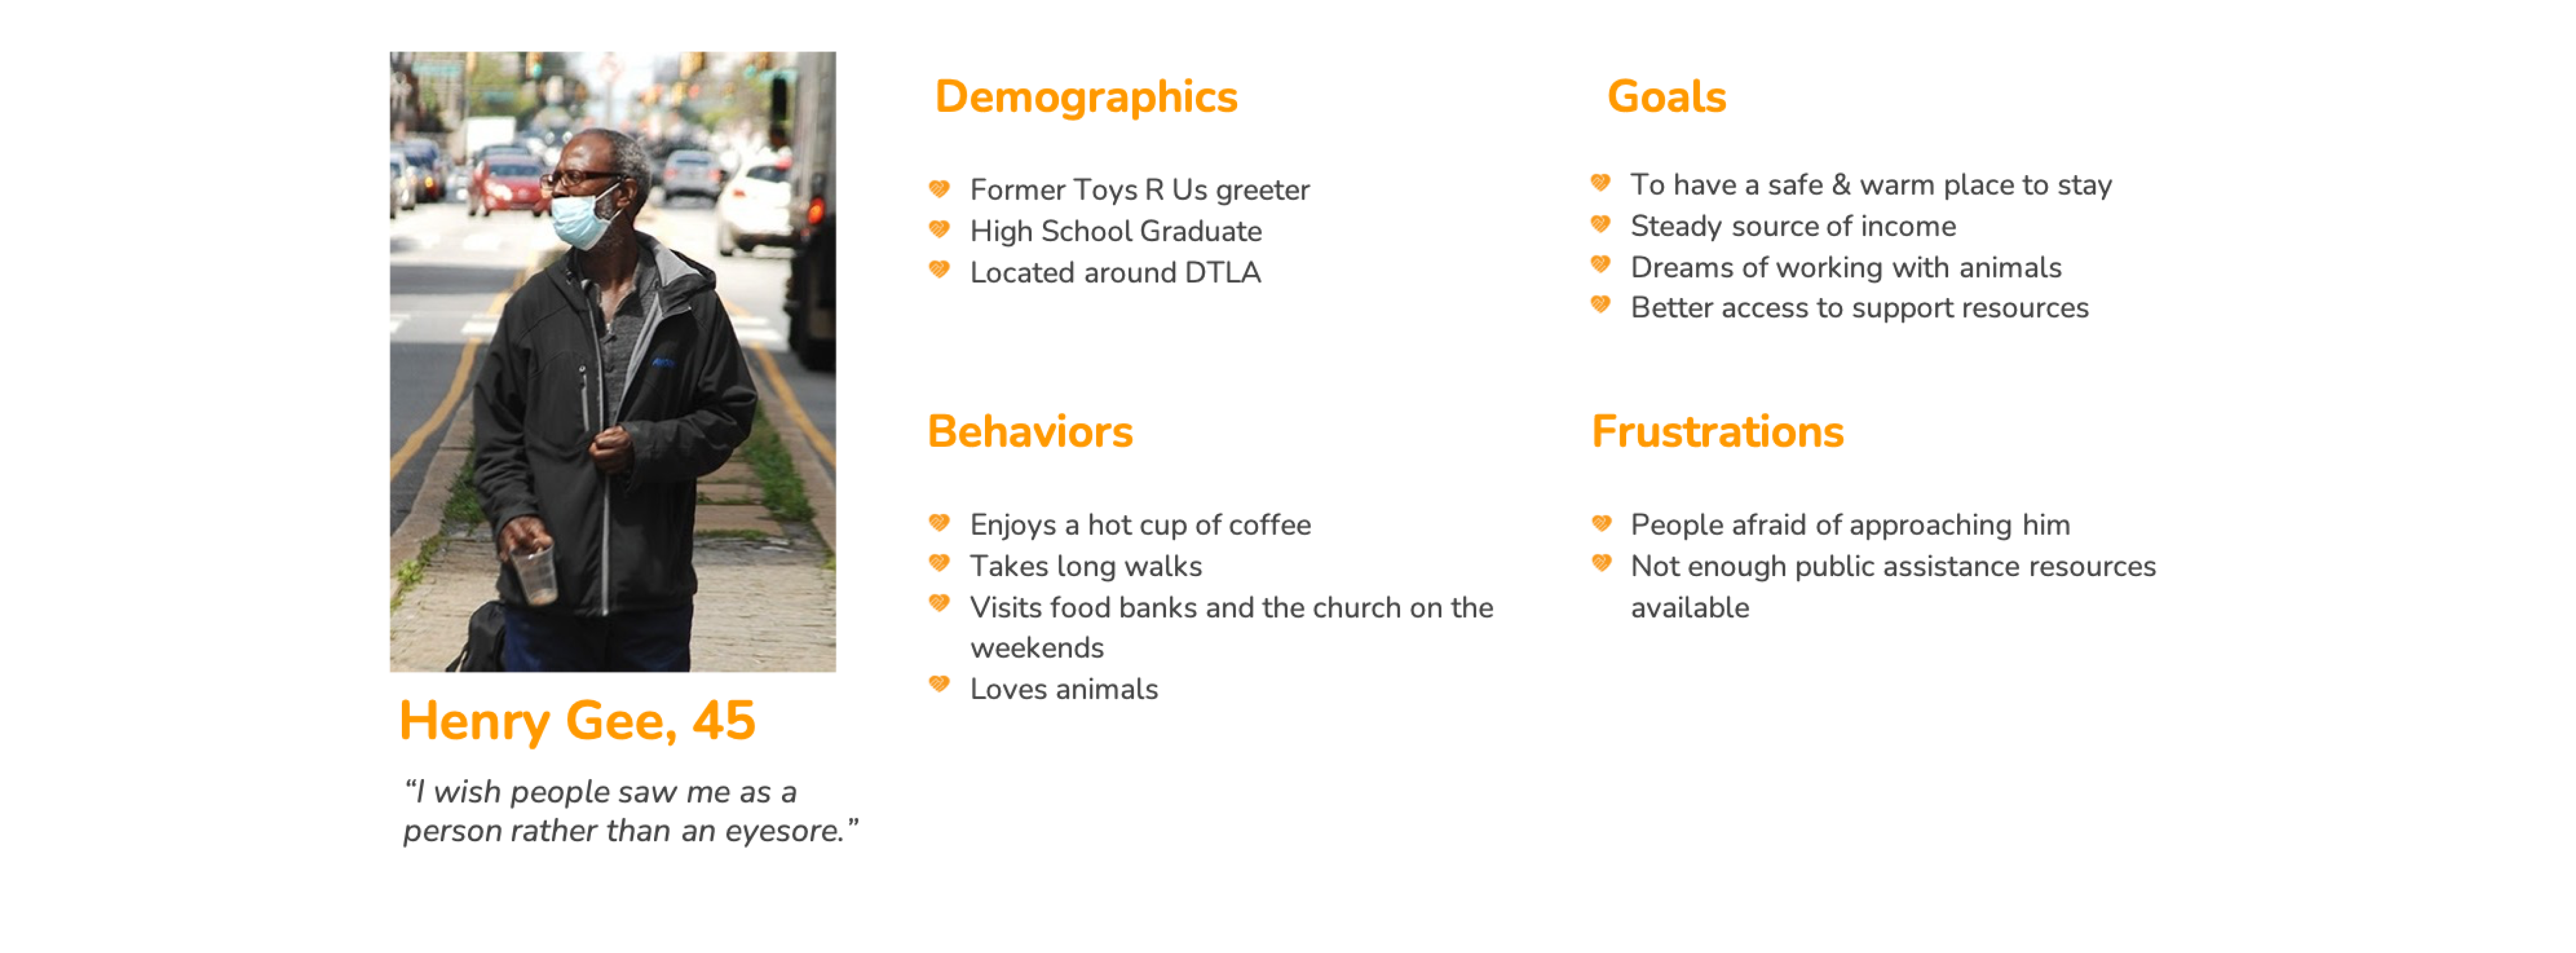 Henry Gee, 45
“I wish people saw me as a
person rather than an eyesore.”
Demographics
Former Toys R Us greeter
High School Graduate
Located around DTLA
Behaviors
Enjoys a hot cup of coffee
Takes long walks
Visits food banks and the church on the
weekends
Loves animals
Goals
To have a safe & warm place to stay
Steady source of income
Dreams of working with animals
Better access to support resources
Frustrations
People afraid of approaching him
Not enough public assistance resources
available